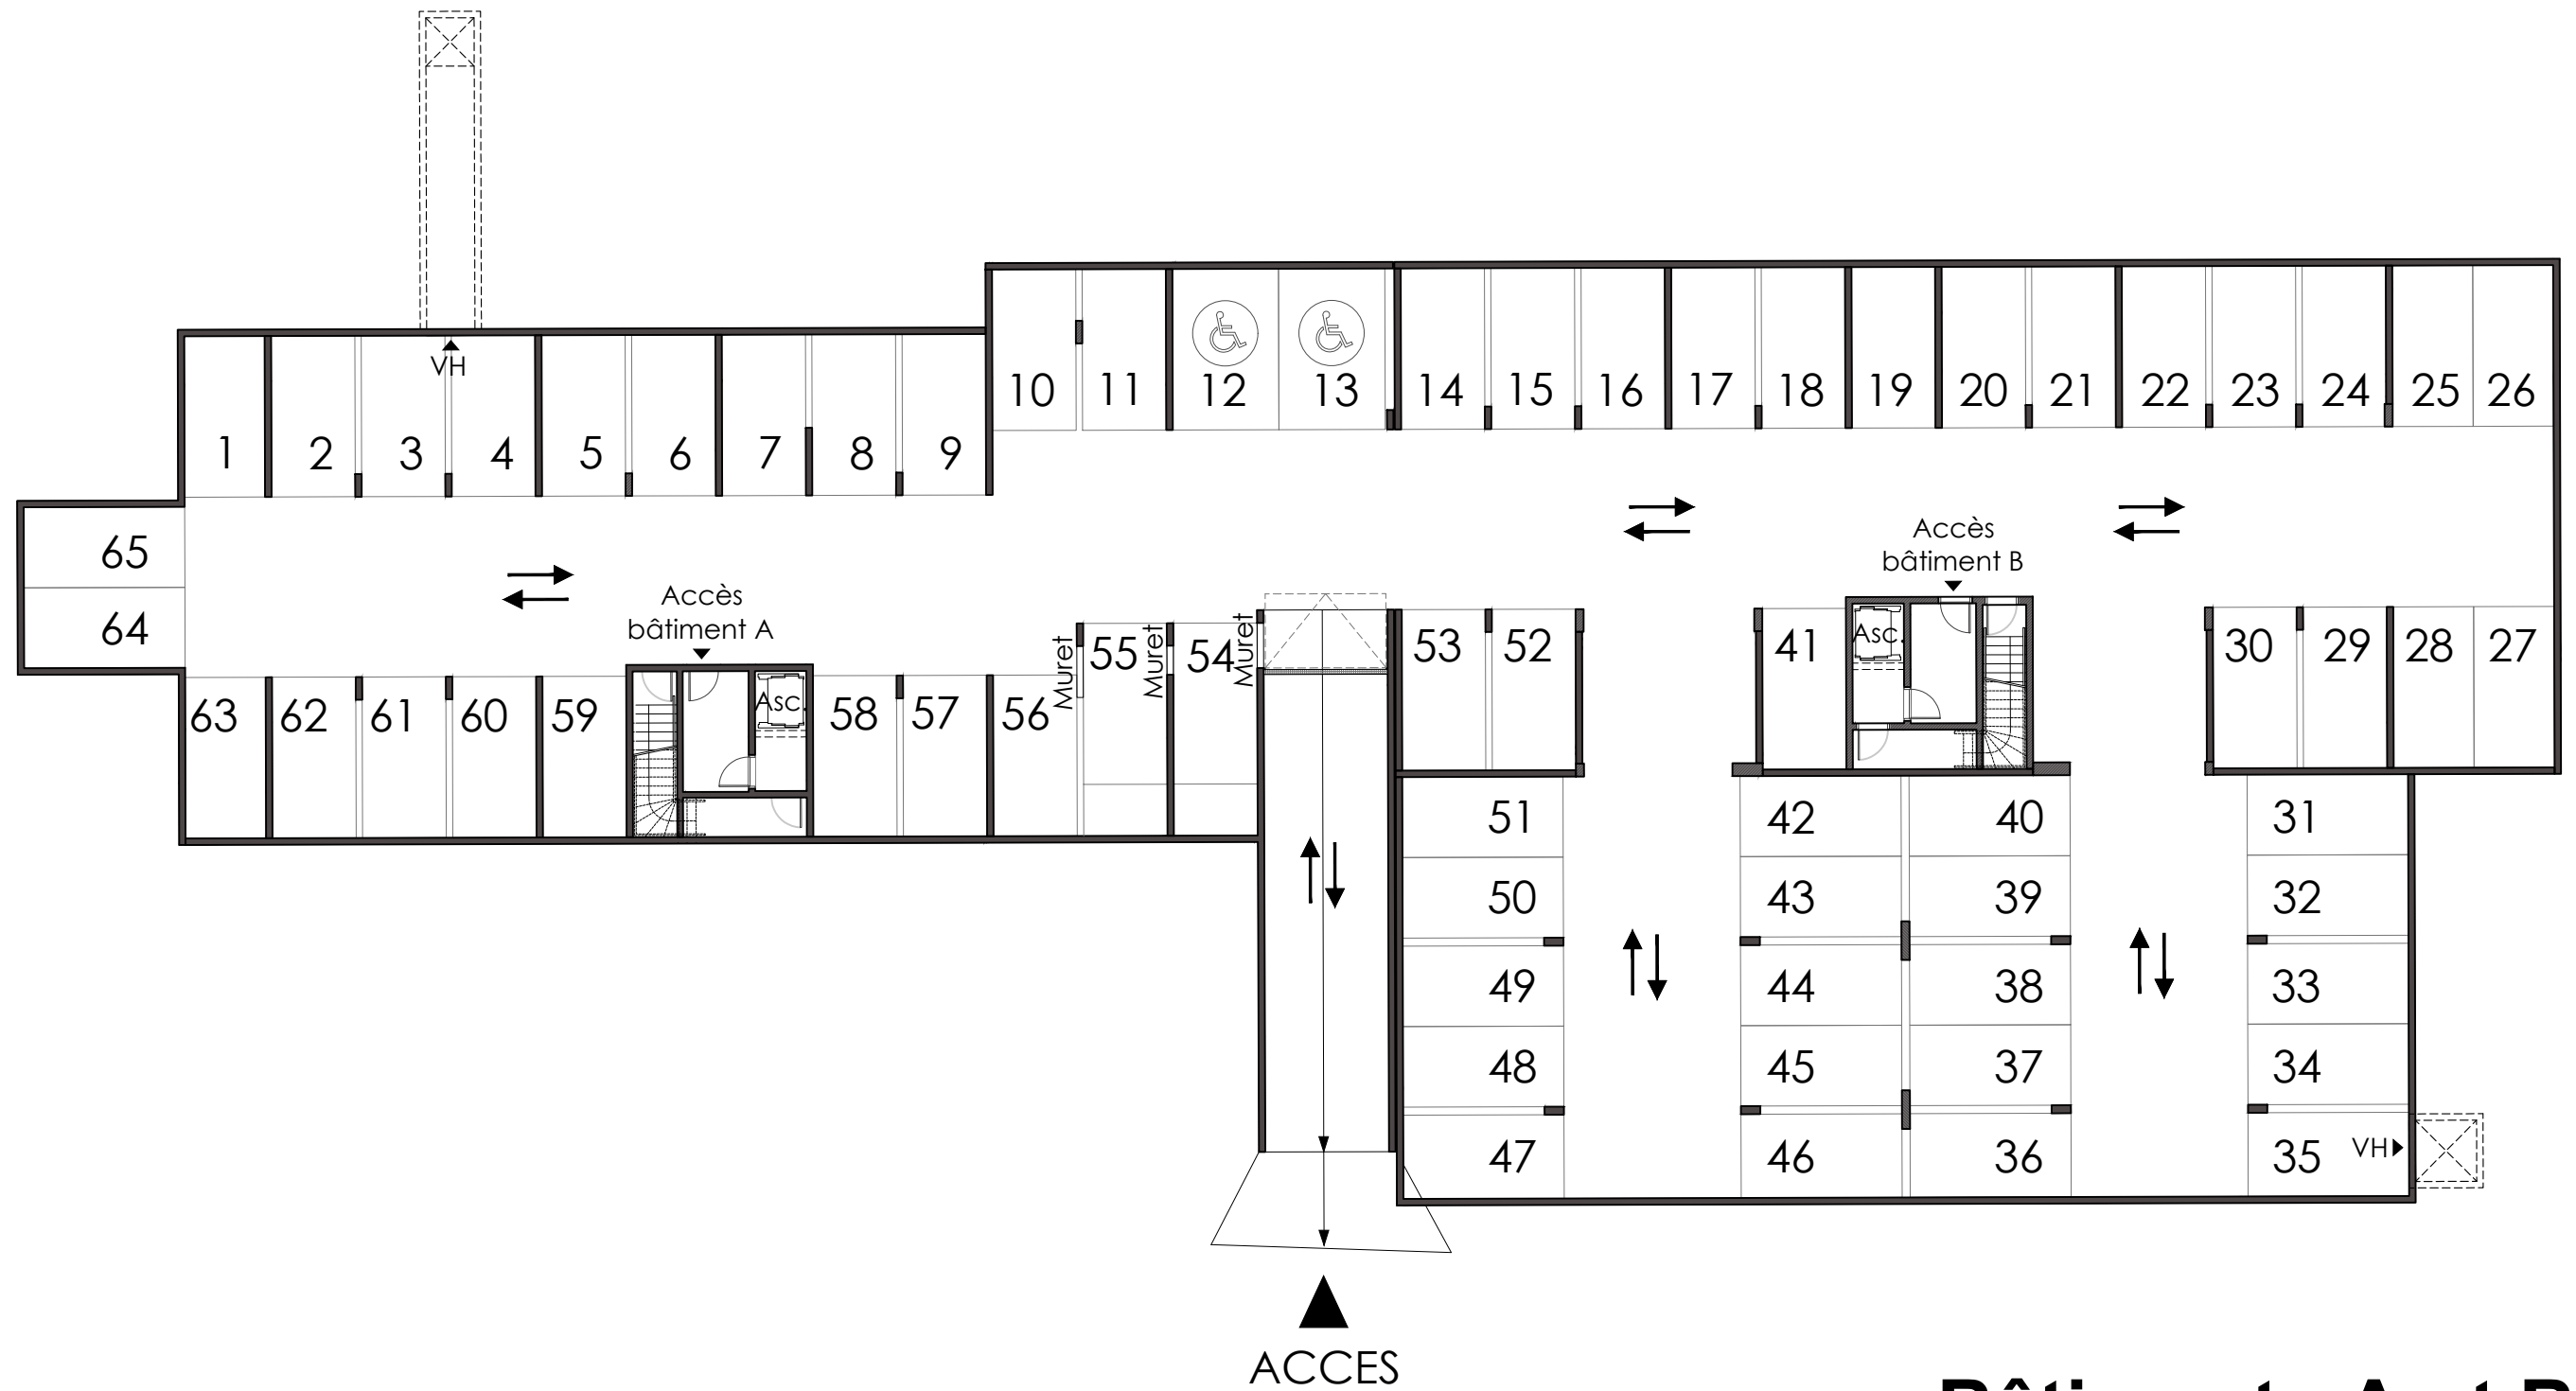 VH
10 11 12 13 14 15 16 17 18 19 20 21 22 23 24 25 26
1 2 3 4 5 6 7 8 9
65
64
Accès
bâtiment A
Accès
bâtiment B
Asc.
Asc.
Muret
Muret
Muret
55 54 53 52 41 30 29 28 27
63 62 61 60 59 58 57 56
51 42 40 31
50 43 39 32
49 44 38 33
48 45 37 34
47 46 36 35 VH
ACCES